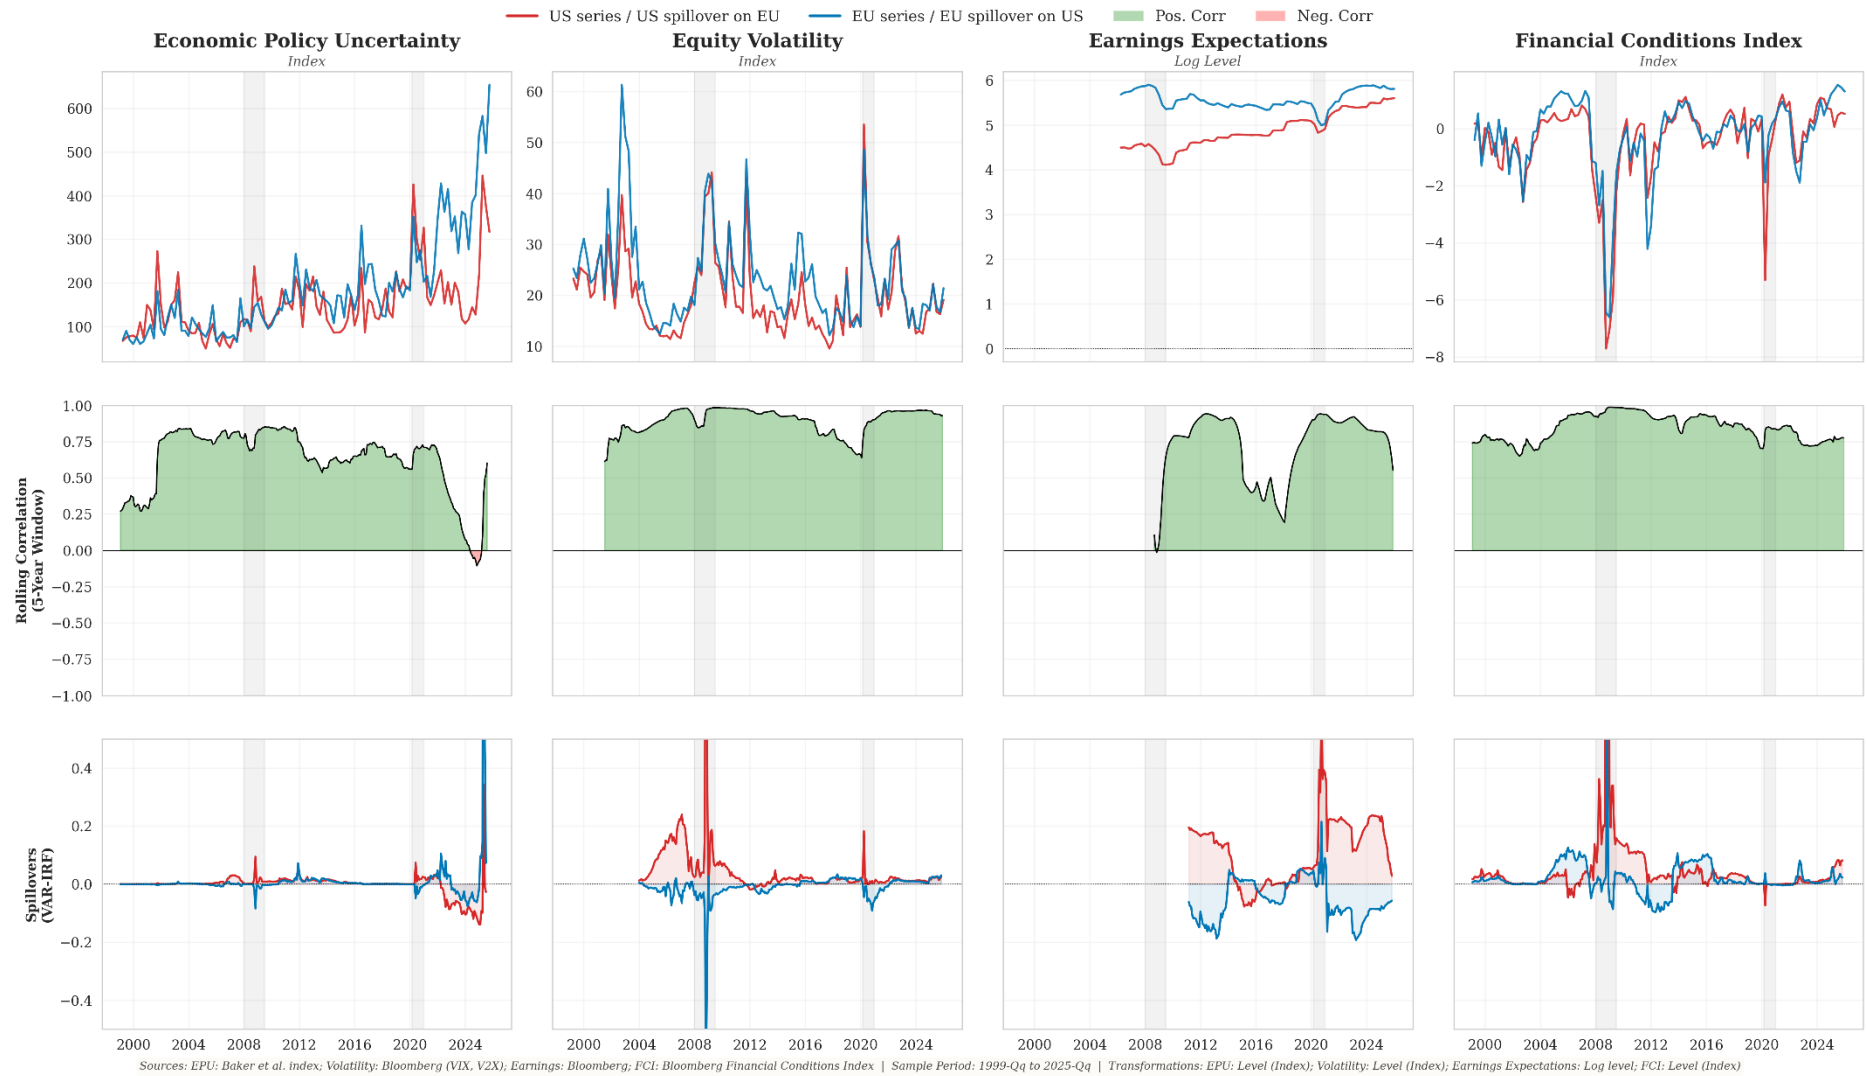 US series / US spillover on EU
EU series / EU spillover on US
Pos. Corr
Neg. Corr
Economic Policy Uncertainty
Index
Equity Volatility
Index
Earnings Expectations
Log Level
Financial Conditions Index
Index
600
500
400
300
200
100
60
50
40
30
20
10
6
5
4
3
2
1
0
0
−2
−4
−6
−8
Rolling Correlation
(5-Year Window)
1.00
0.75
0.50
0.25
0.00
−0.25
−0.50
−0.75
−1.00
Spillovers
(VAR-IRF)
0.4
0.2
0.0
−0.2
−0.4
2000 2004 2008 2012 2016 2020 2024
2000 2004 2008 2012 2016 2020 2024
2000 2004 2008 2012 2016 2020 2024
2000 2004 2008 2012 2016 2020 2024
Sources: EPU: Baker et al. index; Volatility: Bloomberg (VIX, V2X); Earnings: Bloomberg; FCI: Bloomberg Financial Conditions Index | Sample Period: 1999-Qq to 2025-Qq | Transformations: EPU: Level (Index); Volatility: Level (Index); Earnings Expectations: Log level; FCI: Level (Index)